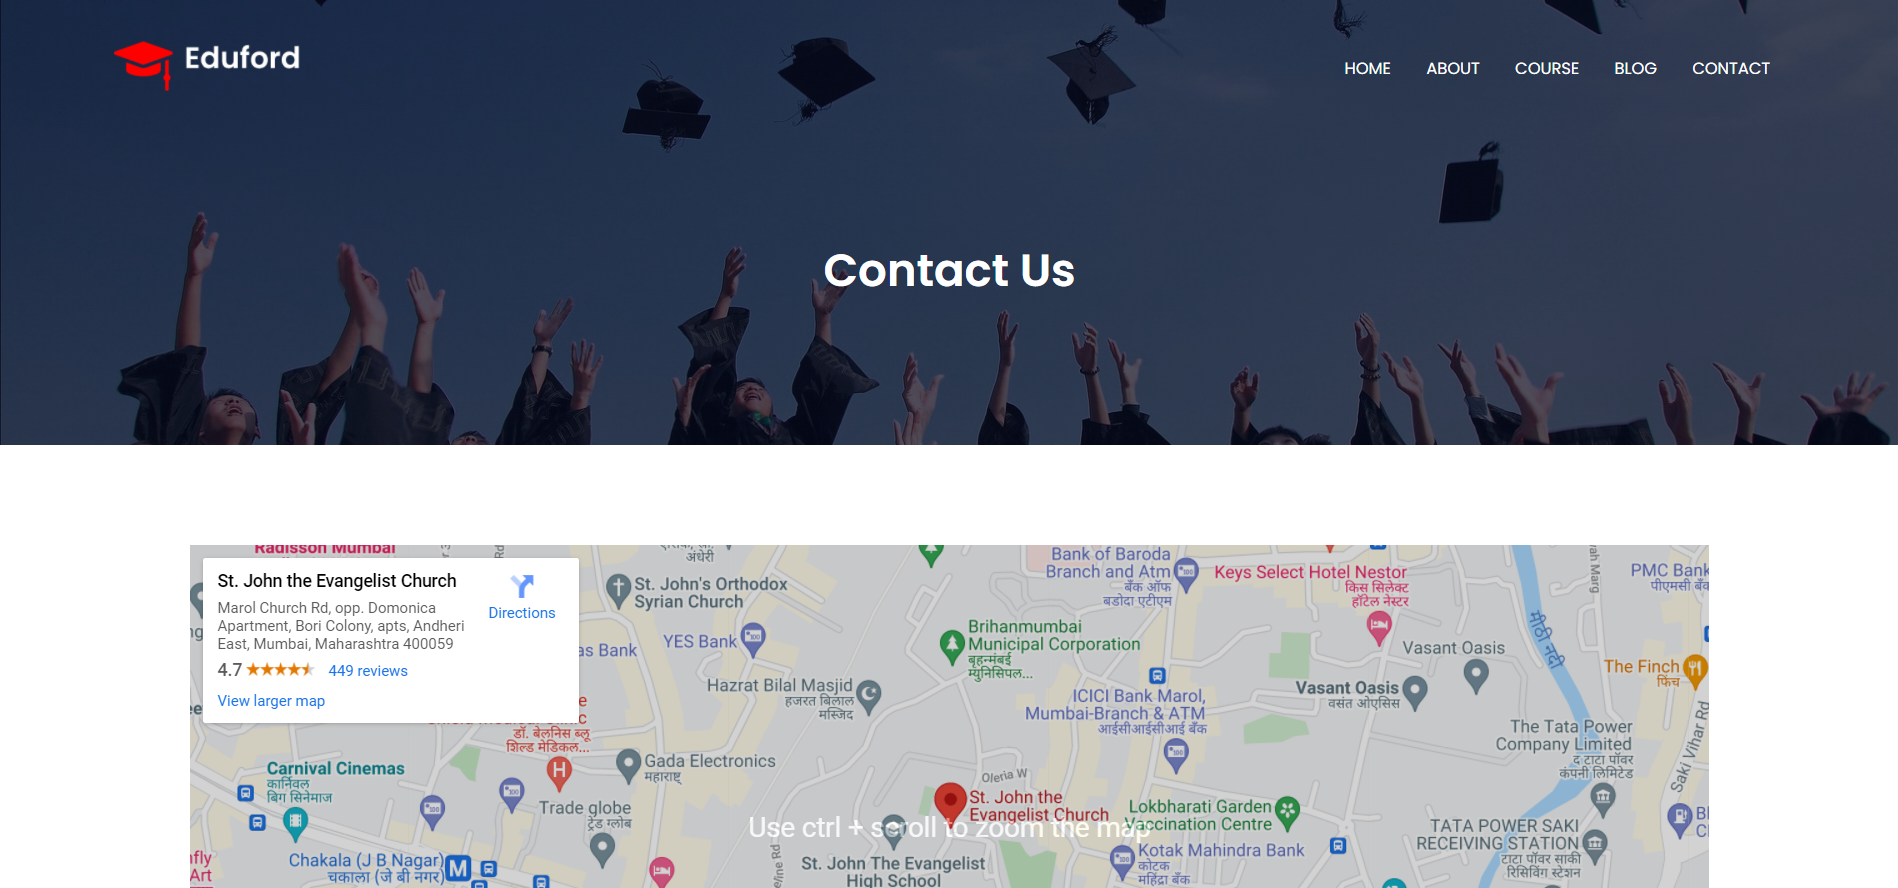 Eduford
HOME ABOUT COURSE BLOG CONTACT
Contact Us
Radisson Mumbai
St. John the Evangelist Church
Marol Church Rd, opp. Domonica
Apartment, Bori Colony, apts, Andheri
East, Mumbai, Maharashtra 400059
4.7
449 reviews
View larger map
Directions
अंधेरी
St. John's Orthodox
Syrian Church
YES Bank
as Bank
Bank of Baroda
Branch and Atm
बैंक ऑफ
बडोदा एटीएम
Keys Select Hotel Nestor
किस सिलेक्ट
हॉटेल नेस्टर
PMC Bank
पीएमसी बैंक
Brihanmumbai
Municipal Corporation
बृहन्मुंबई
म्युनिसिपल...
मीठी नदी
Vasant Oasis
The Finch
फिंच
Hazrat Bilal Masjid
हजरत बिलाल
मस्जिद
ICICI Bank Marol,
Mumbai-Branch & ATM
आईसीआईसीआई बैंक
Vasant Oasis
वसंत ओएसिस
The Tata Power
Company Limited
द टाटा पॉवर
कंपनी लिमिटेड
Saki Vihar Rd
डॉ. बेलनिस ब्लू
शिल्ड मेडिकल...
Gada Electronics
महाराष्ट्र
Carnival Cinemas
कार्निवल
बिग सिनेमाज
Trade globe
ट्रेड ग्लोब
Oferia W
St. John the
Evangelist Church
Use ctrl + scroll to zoom the map
Lokbharati Garden
Vaccination Centre
TATA POWER SAKI
RECEIVING STATION
टाटा पॉवर साकी
रिसिविंग स्टेशन
Chakala (J B Nagar)
चकाला (जे बी नगर)
M
St. John The Evangelist
High School
Kotak Mahindra Bank
कोटक
महिंद्रा बैंक
Art